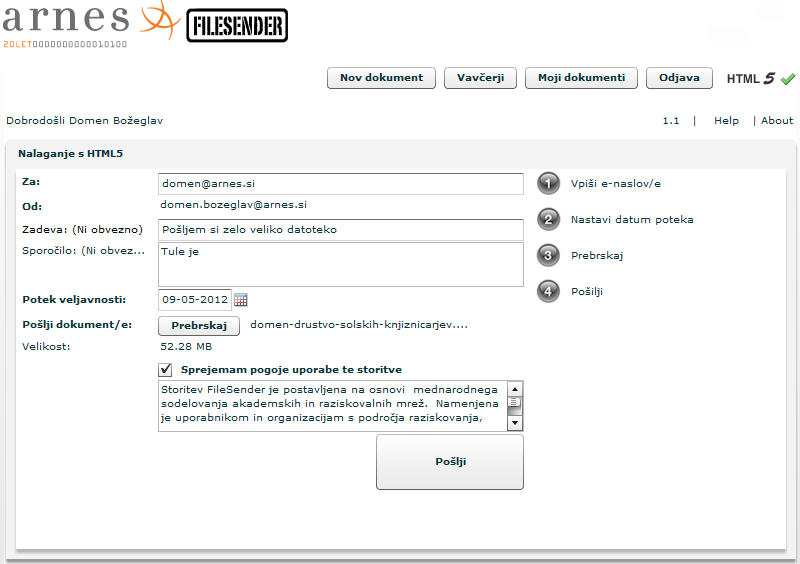 arnes FILESENDER
ZOLET0000000000010100
Nov dokument Vavčerji Moji dokumenti Odjava HTML 5
Dobrodošli Domen Božeglav 1.1 | Help | About
Nalaganje s HTML5
Za: domen@arnes.si
1 Vpiši e-naslov/e
Od: domen.bozeglav@arnes.si
Zadeva: (Ni obvezno) Pošljem si zelo veliko datoteko
2 Nastavi datum poteka
Sporočilo: (Ni obvez... Tule je
3 Prebrskaj
4 Pošilji
Potek veljavnosti: 09-05-2012
Pošlji dokument/e: Prebrskaj domen-drustvo-solskih-knjiznicarjev....
Velikost: 52.28 MB
Sprejemam pogoje uporabe te storitve
Storitev FileSender je postavljena na osnovi mednarodnega
sodelovanja akademskih in raziskovalnih mrež. Namenjena
je uporabnikom in organizacijam s področja raziskovanja,
Pošlji